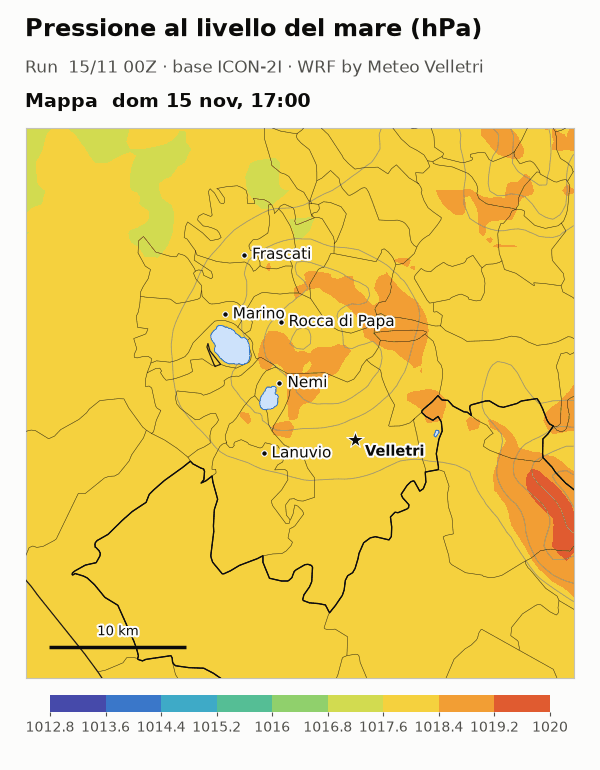 Pressione al livello del mare (hPa)
Run  15/11 00Z · base ICON-2I · WRF by Meteo Velletri
Mappa  dom 15 nov, 17:00
Frascati
Marino
Rocca di Papa
Nemi
Velletri
Lanuvio
10 km
1012.8 1013.6 1014.4 1015.2 1016 1016.8 1017.6 1018.4 1019.2 1020